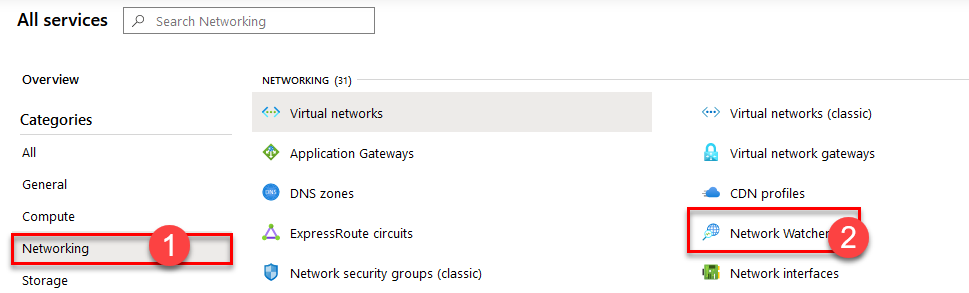 All services
Search Networking
Overview
Categories
All
General
Compute
Networking
1
Storage
NETWORKING (31)
Virtual networks
Virtual networks (classic)
Application Gateways
Virtual network gateways
DNS zones
CDN profiles
ExpressRoute circuits
Network Watcher
2
Network security groups (classic)
Network interfaces